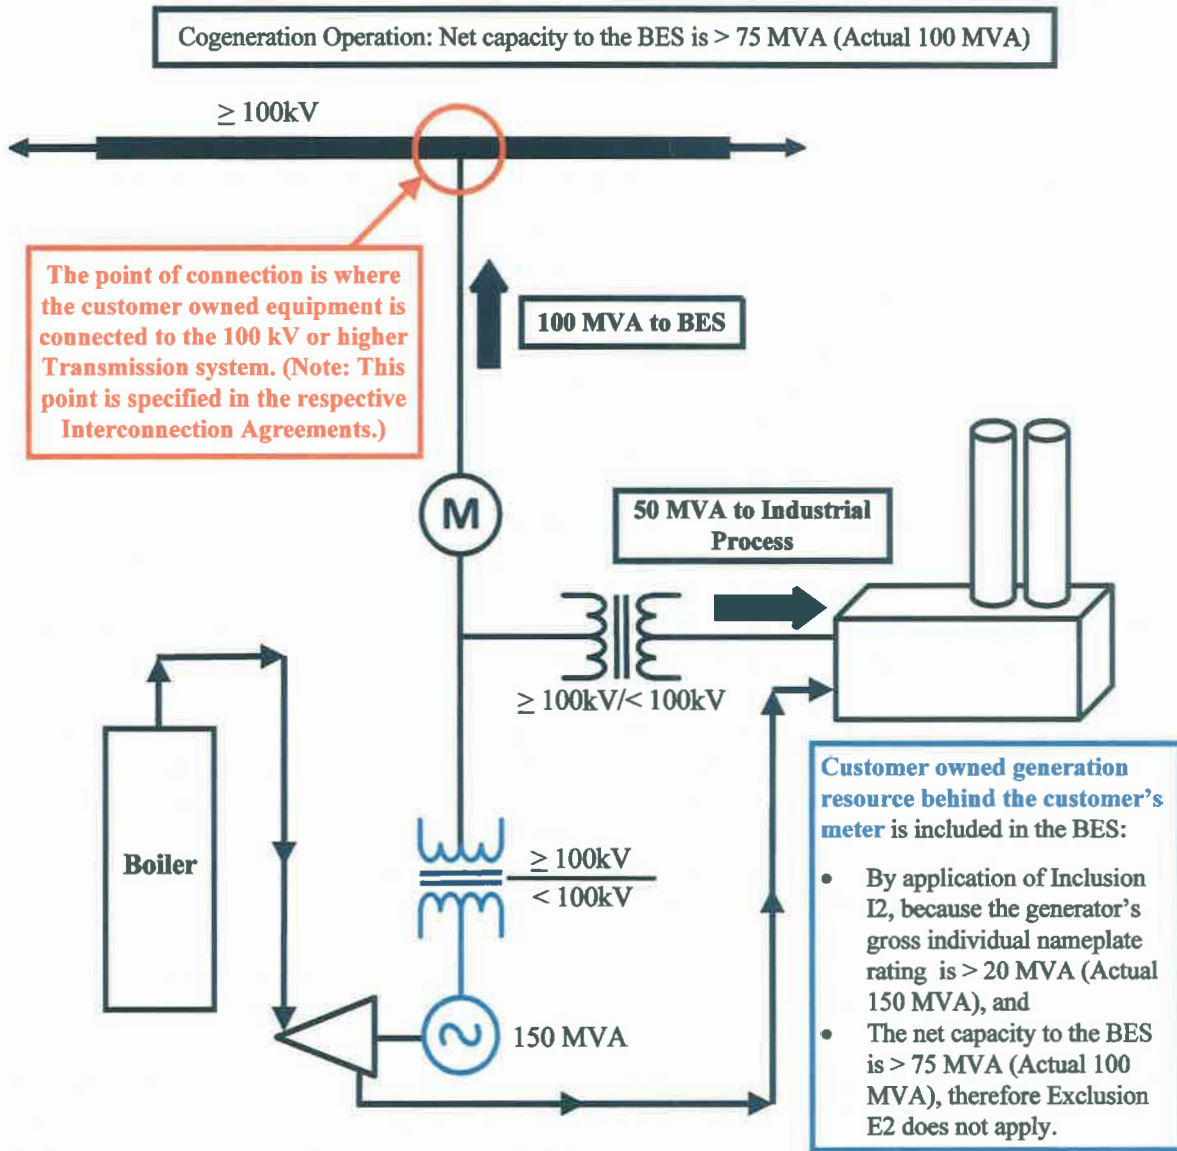 Cogeneration Operation: Net capacity to the BES is > 75 MVA (Actual 100 MVA)
≥ 100kV
The point of connection is where
the customer owned equipment is
connected to the 100 kV or higher
Transmission system. (Note: This
point is specified in the respective
Interconnection Agreements.)
100 MVA to BES
M
50 MVA to Industrial
Process
≥ 100kV/< 100kV
Boiler
≥ 100kV
< 100kV
150 MVA
Customer owned generation
resource behind the customer’s
meter is included in the BES:
• By application of Inclusion
I2, because the generator’s
gross individual nameplate
rating is > 20 MVA (Actual
150 MVA), and
• The net capacity to the BES
is > 75 MVA (Actual 100
MVA), therefore Exclusion
E2 does not apply.